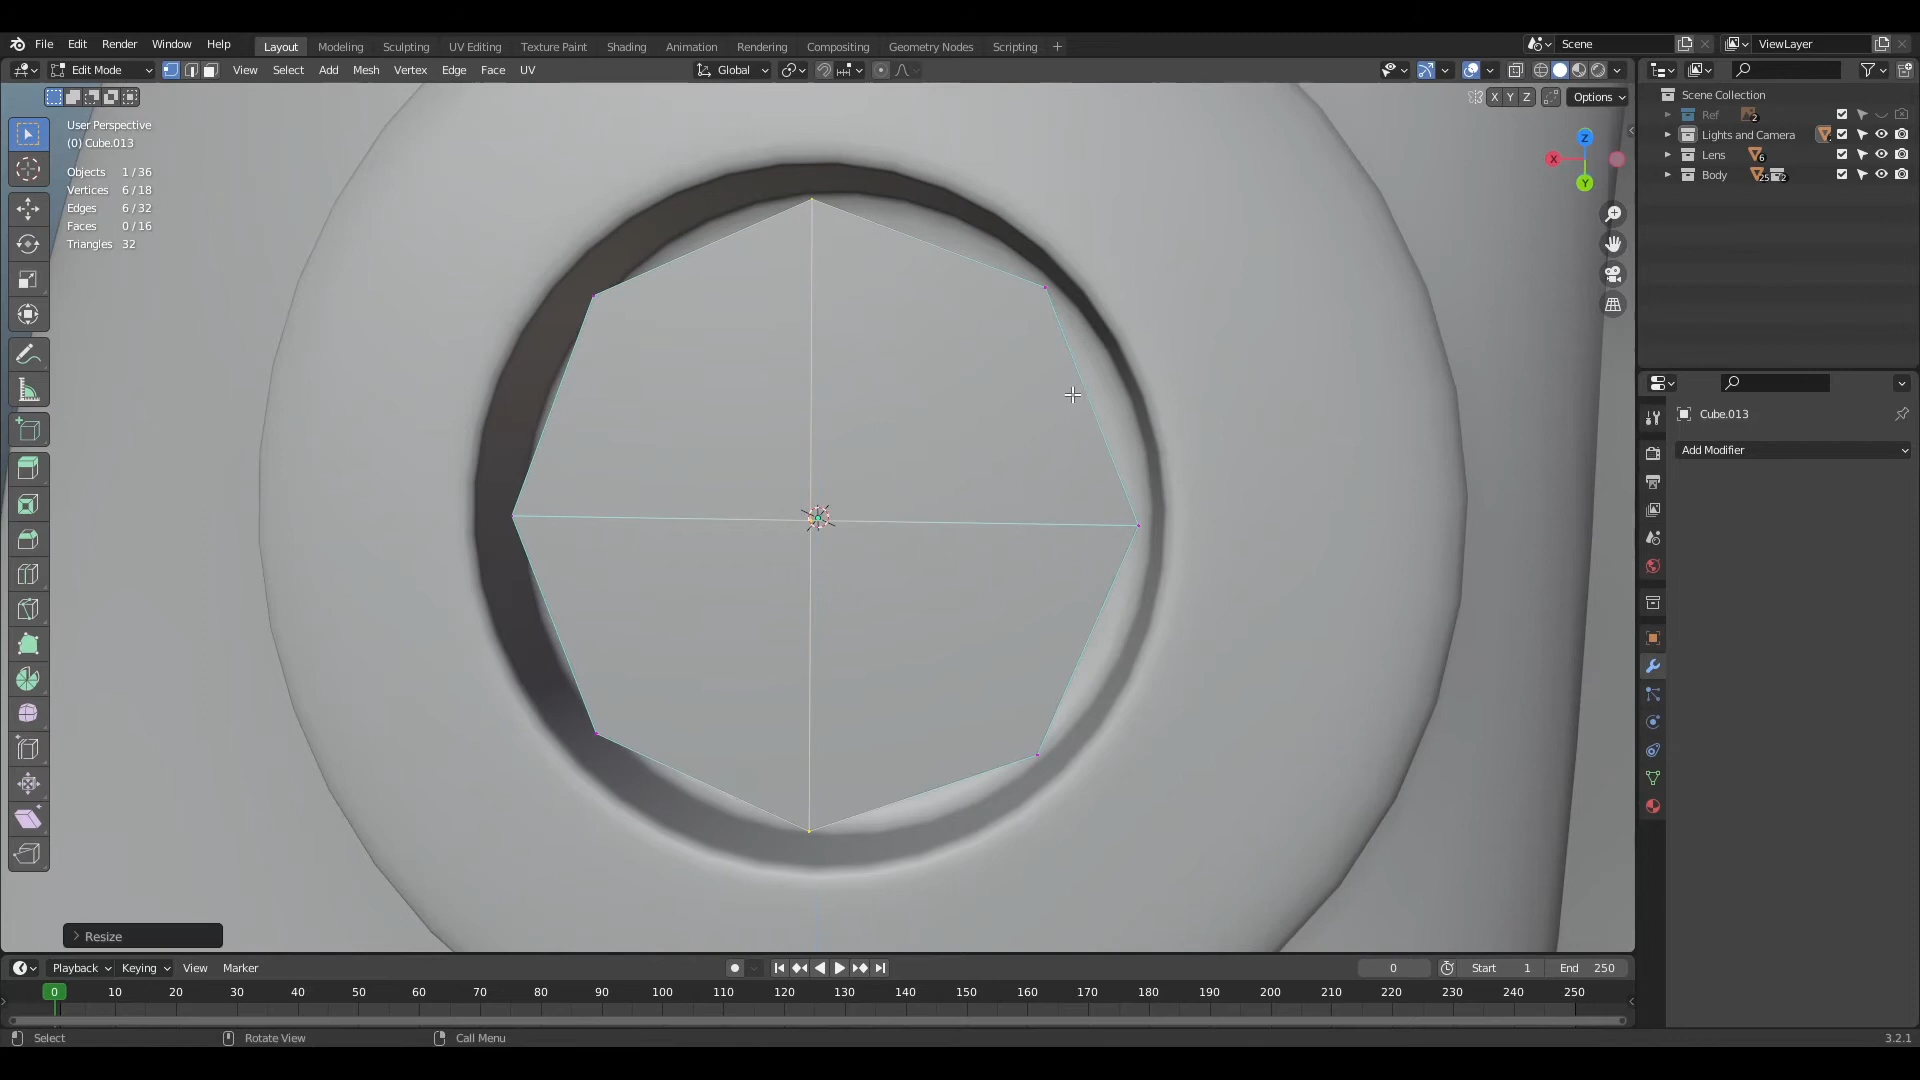 File Edit Render Window Help Layout Modeling Sculpting UV Editing Texture Paint Shading Animation Rendering Compositing Geometry Nodes Scripting + Scene ViewLayer
Edit Mode View Select Add Mesh Vertex Edge Face UV Global
X Y Z Options
Scene Collection
Ref 2
Lights and Camera
Lens 6
Body 25 2
User Perspective
(0) Cube.013
Objects 1 / 36
Vertices 6 / 18
Edges 6 / 32
Faces 0 / 16
Triangles 32
Z
X
Y
Cube.013
Add Modifier
Resize
Playback Keying View Marker 0 Start 1 End 250
0 10 20 30 40 50 60 70 80 90 100 110 120 130 140 150 160 170 180 190 200 210 220 230 240 250
Select Rotate View Call Menu 3.2.1